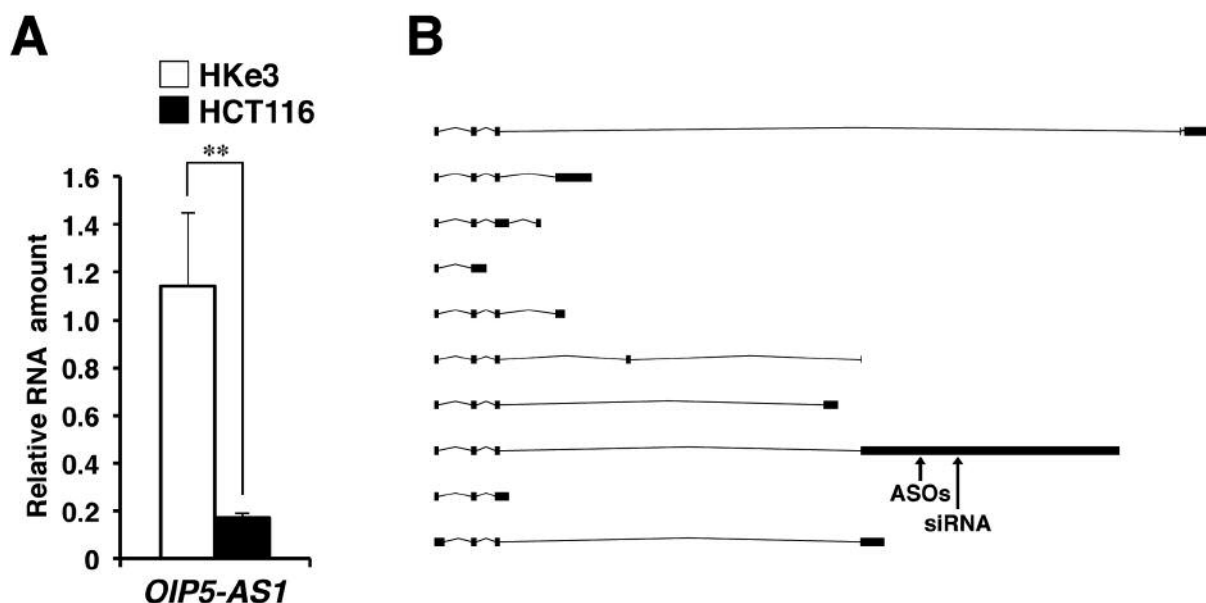 A
B
HKe3
HCT116
**
1.6
1.4
1.2
1.0
0.8
0.6
0.4
0.2
0
Relative RNA amount
OIP5-AS1
ASOs
siRNA